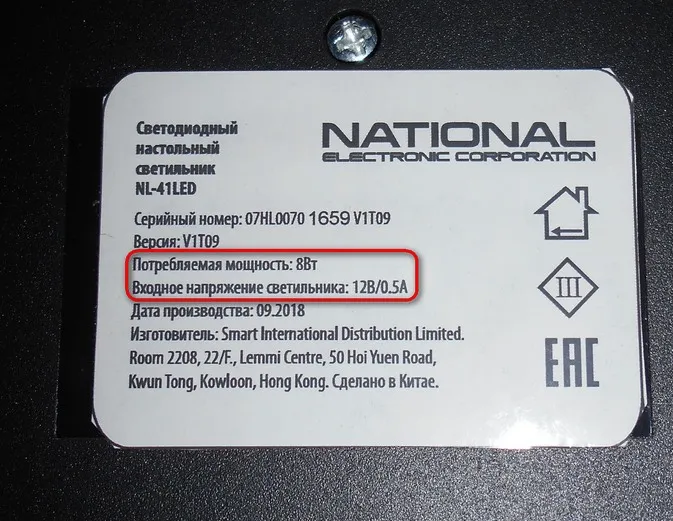 Светодиодный
настольный
светильник
NL-41LED
NATIONAL
ELECTRONIC CORPORATION
Серийный номер: 07HL0070 1659 V1T09
Версия: V1T09
Потребляемая мощность: 8Вт
Входное напряжение светильника: 12В/0.5А
Дата производства: 09.2018
Изготовитель: Smart International Distribution Limited.
Room 2208, 22/F., Lemmi Centre, 50 Hoi Yuen Road,
Kwun Tong, Kowloon, Hong Kong. Сделано в Китае.
III
EAC